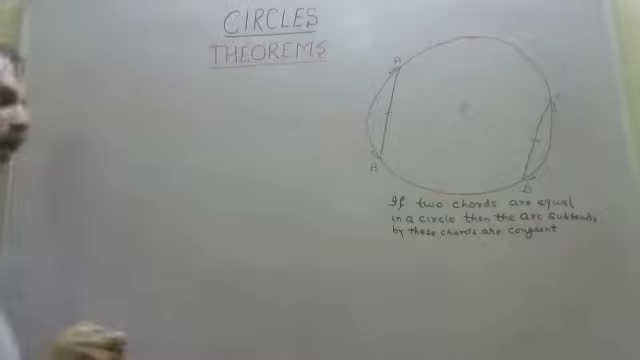 CIRCLES
THEOREMS
A
C
B
D
If two chords are equal
in a circle then the arc subtends
by these chords are congruent